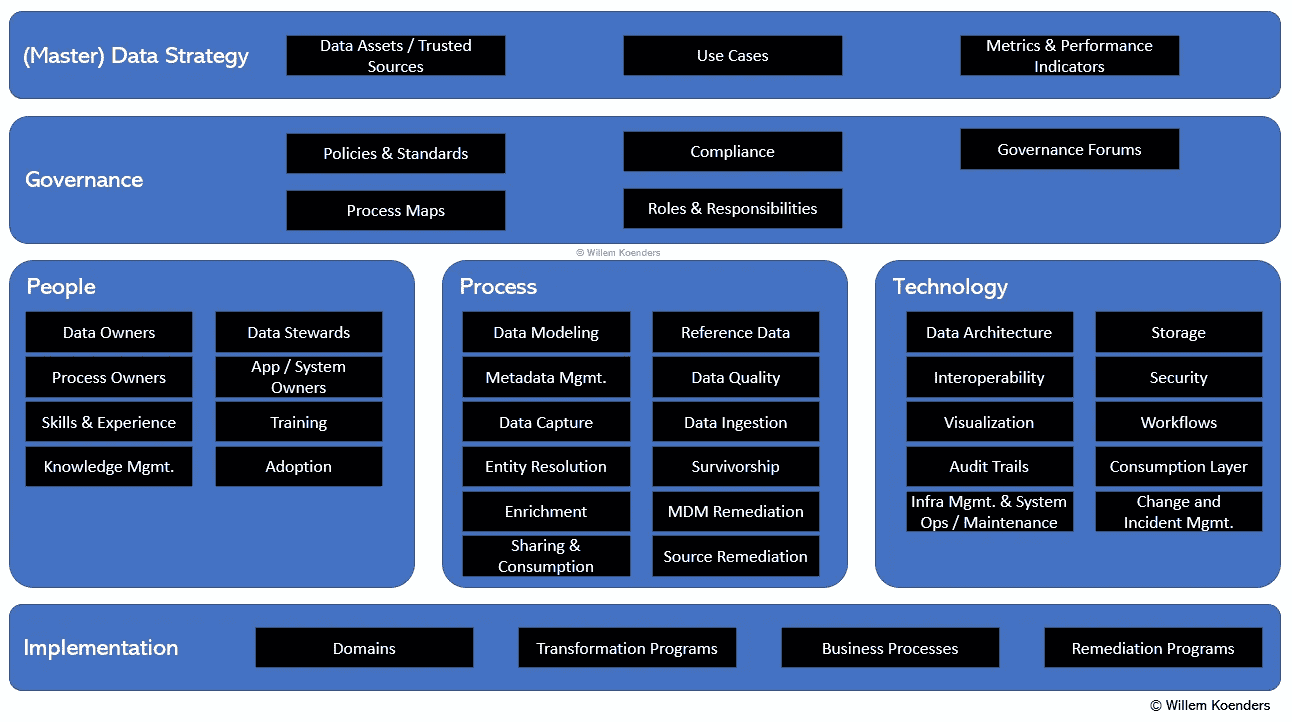 (Master) Data Strategy
Data Assets / Trusted
Sources
Use Cases
Metrics & Performance
Indicators
Governance
Policies & Standards
Compliance
Governance Forums
Process Maps
Roles & Responsibilities
© Willem Koenders
People
Data Owners
Data Stewards
Process Owners
App / System
Owners
Skills & Experience
Training
Knowledge Mgmt.
Adoption
Process
Data Modeling
Reference Data
Metadata Mgmt.
Data Quality
Data Capture
Data Ingestion
Entity Resolution
Survivorship
Enrichment
MDM Remediation
Sharing &
Consumption
Source Remediation
Technology
Data Architecture
Storage
Interoperability
Security
Visualization
Workflows
Audit Trails
Consumption Layer
Infra Mgmt. & System
Ops / Maintenance
Change and
Incident Mgmt.
Implementation
Domains
Transformation Programs
Business Processes
Remediation Programs
© Willem Koenders